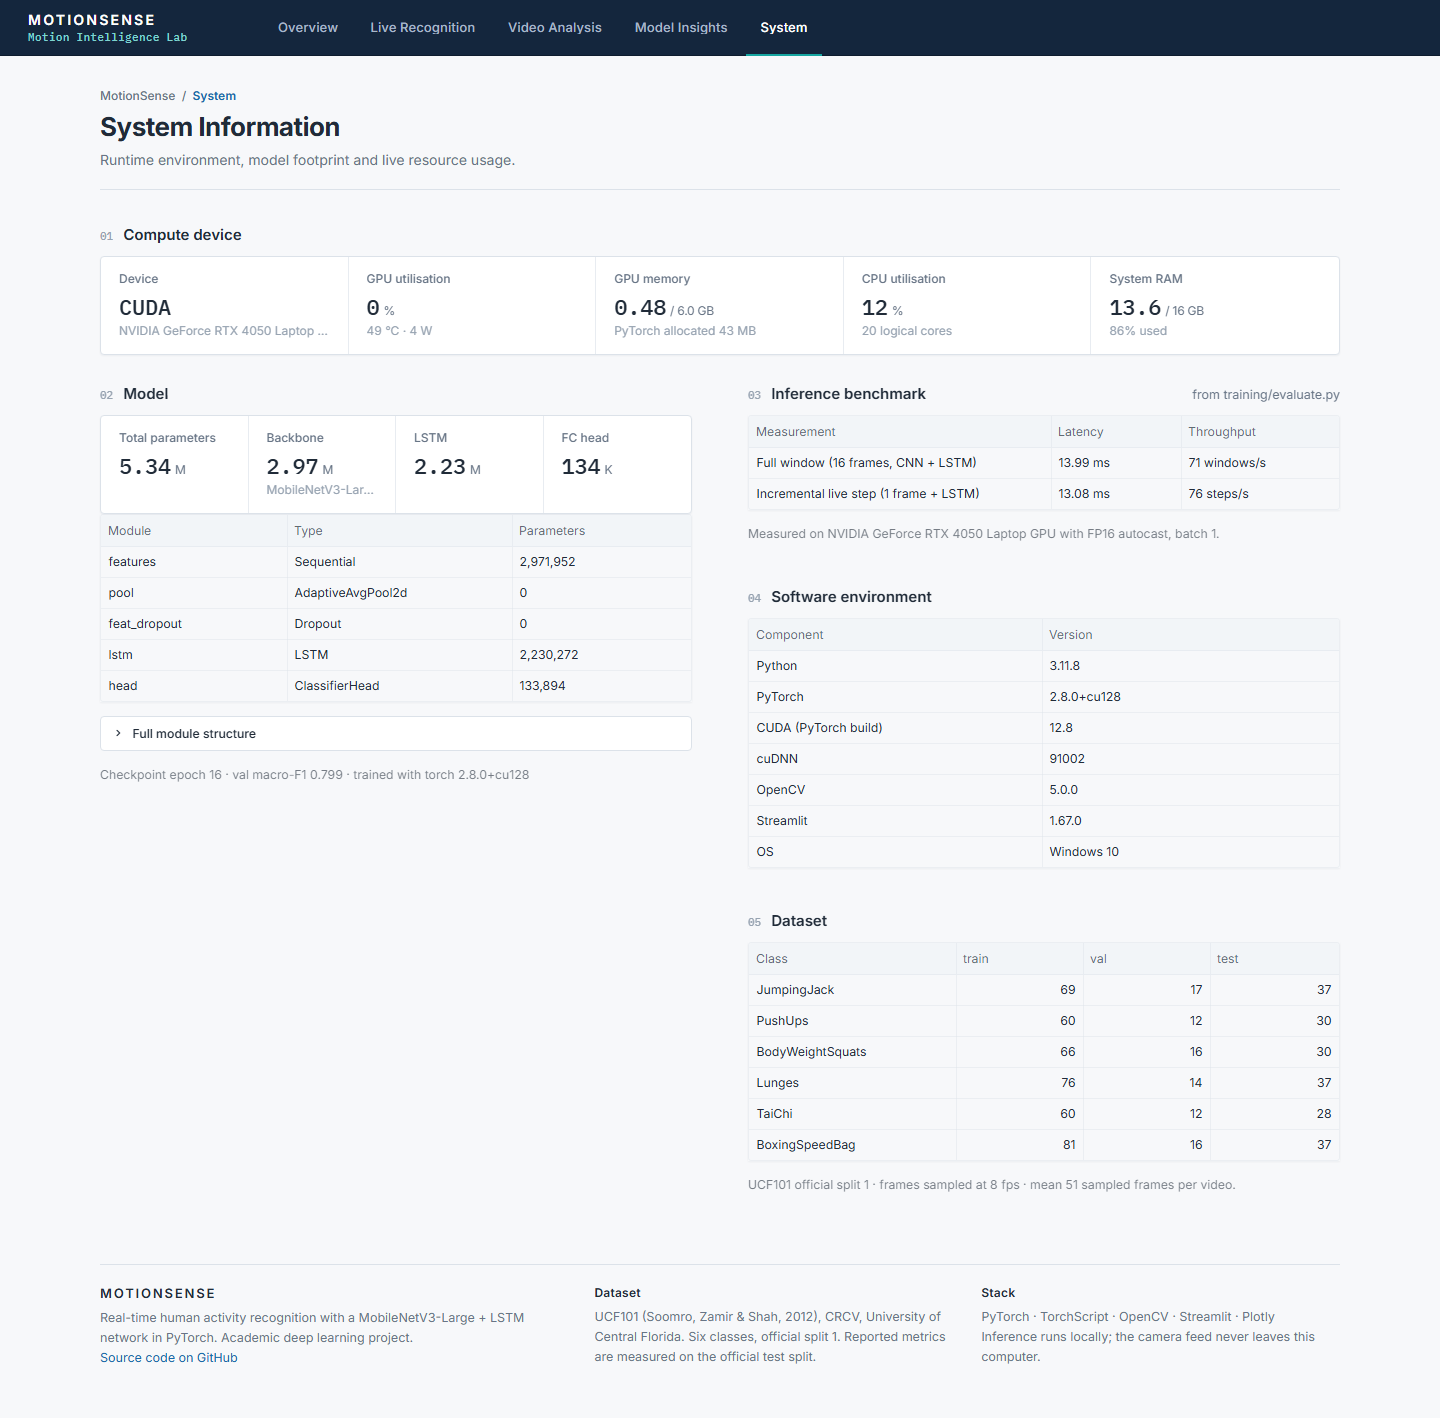 MOTIONSENSE
Motion Intelligence Lab
Overview Live Recognition Video Analysis Model Insights System
MotionSense / System
System Information
Runtime environment, model footprint and live resource usage.
01 Compute device
Device GPU utilisation GPU memory CPU utilisation System RAM
CUDA 0 % 0.48 / 6.0 GB 12 % 13.6 / 16 GB
NVIDIA GeForce RTX 4050 Laptop ... 49 °C · 4 W PyTorch allocated 43 MB 20 logical cores 86% used
02 Model
Total parameters Backbone LSTM FC head
5.34 M 2.97 M 2.23 M 134 K
MobileNetV3-Lar...
Module Type Parameters
features Sequential 2,971,952
pool AdaptiveAvgPool2d 0
feat_dropout Dropout 0
lstm LSTM 2,230,272
head ClassifierHead 133,894
Full module structure
Checkpoint epoch 16 · val macro-F1 0.799 · trained with torch 2.8.0+cu128
03 Inference benchmark from training/evaluate.py
Measurement Latency Throughput
Full window (16 frames, CNN + LSTM) 13.99 ms 71 windows/s
Incremental live step (1 frame + LSTM) 13.08 ms 76 steps/s
Measured on NVIDIA GeForce RTX 4050 Laptop GPU with FP16 autocast, batch 1.
04 Software environment
Component Version
Python 3.11.8
PyTorch 2.8.0+cu128
CUDA (PyTorch build) 12.8
cuDNN 91002
OpenCV 5.0.0
Streamlit 1.67.0
OS Windows 10
05 Dataset
Class train val test
JumpingJack 69 17 37
PushUps 60 12 30
BodyWeightSquats 66 16 30
Lunges 76 14 37
TaiChi 60 12 28
BoxingSpeedBag 81 16 37
UCF101 official split 1 · frames sampled at 8 fps · mean 51 sampled frames per video.
MOTIONSENSE
Real-time human activity recognition with a MobileNetV3-Large + LSTM
network in PyTorch. Academic deep learning project.
Source code on GitHub
Dataset
UCF101 (Soomro, Zamir & Shah, 2012), CRCV, University of
Central Florida. Six classes, official split 1. Reported metrics
are measured on the official test split.
Stack
PyTorch · TorchScript · OpenCV · Streamlit · Plotly
Inference runs locally; the camera feed never leaves this
computer.